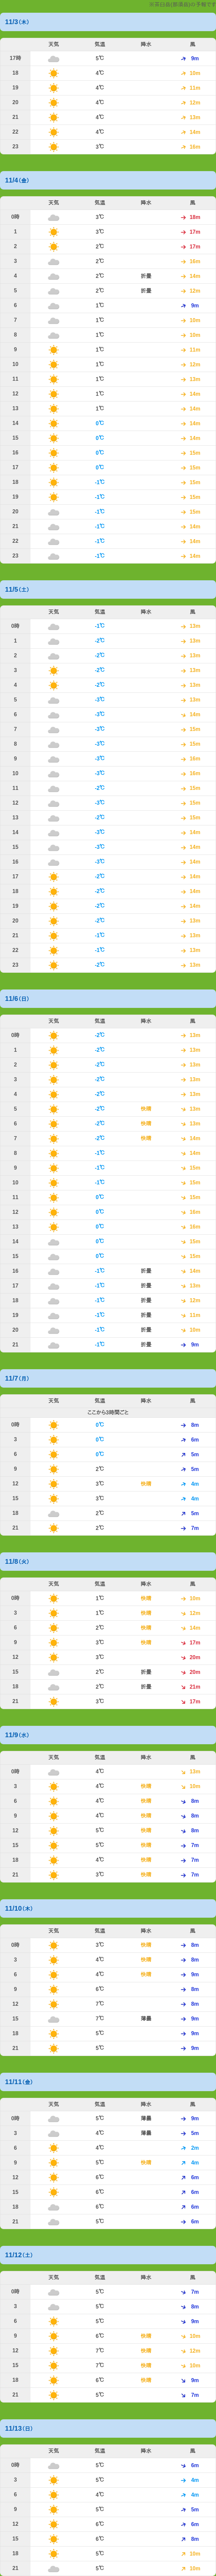 11/3(木)
天気 気温 降水 風
17時 5℃ 9m
18 4℃ 10m
19 4℃ 11m
20 4℃ 12m
21 4℃ 13m
22 4℃ 14m
23 3℃ 16m
11/4(金)
天気 気温 降水 風
0時 3℃ 18m
1 3℃ 17m
2 2℃ 17m
3 2℃ 16m
4 2℃ 折曇 14m
5 2℃ 折曇 12m
6 1℃ 9m
7 1℃ 10m
8 1℃ 10m
9 1℃ 11m
10 1℃ 12m
11 1℃ 13m
12 1℃ 14m
13 1℃ 14m
14 0℃ 14m
15 0℃ 14m
16 0℃ 15m
17 0℃ 15m
18 -1℃ 15m
19 -1℃ 15m
20 -1℃ 15m
21 -1℃ 14m
22 -1℃ 14m
23 -1℃ 14m
11/5(土)
天気 気温 降水 風
0時 -1℃ 13m
1 -2℃ 13m
2 -2℃ 13m
3 -2℃ 13m
4 -2℃ 13m
5 -3℃ 13m
6 -3℃ 14m
7 -3℃ 15m
8 -3℃ 15m
9 -3℃ 16m
10 -3℃ 16m
11 -2℃ 15m
12 -3℃ 15m
13 -2℃ 15m
14 -3℃ 14m
15 -3℃ 14m
16 -3℃ 14m
17 -2℃ 14m
18 -2℃ 14m
19 -2℃ 14m
20 -2℃ 13m
21 -1℃ 13m
22 -1℃ 13m
23 -2℃ 13m
11/6(日)
天気 気温 降水 風
0時 -2℃ 13m
1 -2℃ 13m
2 -2℃ 13m
3 -2℃ 13m
4 -2℃ 13m
5 -2℃ 快晴 13m
6 -2℃ 快晴 13m
7 -2℃ 快晴 14m
8 -1℃ 14m
9 -1℃ 15m
10 -1℃ 15m
11 0℃ 15m
12 0℃ 16m
13 0℃ 16m
14 0℃ 15m
15 0℃ 15m
16 -1℃ 折曇 14m
17 -1℃ 折曇 13m
18 -1℃ 折曇 12m
19 -1℃ 折曇 11m
20 -1℃ 折曇 10m
21 -1℃ 折曇 9m
11/7(月)
天気 気温 降水 風
ここから3時間ごと
0時 0℃ 8m
3 0℃ 6m
6 0℃ 5m
9 2℃ 5m
12 3℃ 快晴 4m
15 3℃ 4m
18 2℃ 5m
21 2℃ 7m
11/8(火)
天気 気温 降水 風
0時 1℃ 快晴 10m
3 1℃ 快晴 12m
6 2℃ 快晴 14m
9 3℃ 快晴 17m
12 3℃ 20m
15 2℃ 折曇 20m
18 2℃ 折曇 21m
21 3℃ 17m
11/9(水)
天気 気温 降水 風
0時 4℃ 13m
3 4℃ 快晴 10m
6 4℃ 快晴 8m
9 4℃ 快晴 8m
12 5℃ 快晴 8m
15 5℃ 快晴 7m
18 4℃ 快晴 7m
21 3℃ 快晴 7m
11/10(木)
天気 気温 降水 風
0時 3℃ 快晴 8m
3 4℃ 快晴 8m
6 4℃ 快晴 9m
9 6℃ 8m
12 7℃ 8m
15 7℃ 薄曇 9m
18 5℃ 9m
21 5℃ 9m
11/11(金)
天気 気温 降水 風
0時 5℃ 薄曇 9m
3 4℃ 薄曇 5m
6 4℃ 2m
9 5℃ 快晴 4m
12 6℃ 6m
15 6℃ 6m
18 6℃ 6m
21 5℃ 6m
11/12(土)
天気 気温 降水 風
0時 5℃ 7m
3 5℃ 8m
6 5℃ 9m
9 6℃ 快晴 10m
12 7℃ 快晴 12m
15 7℃ 快晴 10m
18 6℃ 快晴 9m
21 5℃ 7m
11/13(日)
天気 気温 降水 風
0時 5℃ 6m
3 5℃ 4m
6 4℃ 4m
9 5℃ 5m
12 6℃ 6m
15 6℃ 8m
18 5℃ 10m
21 5℃ 10m